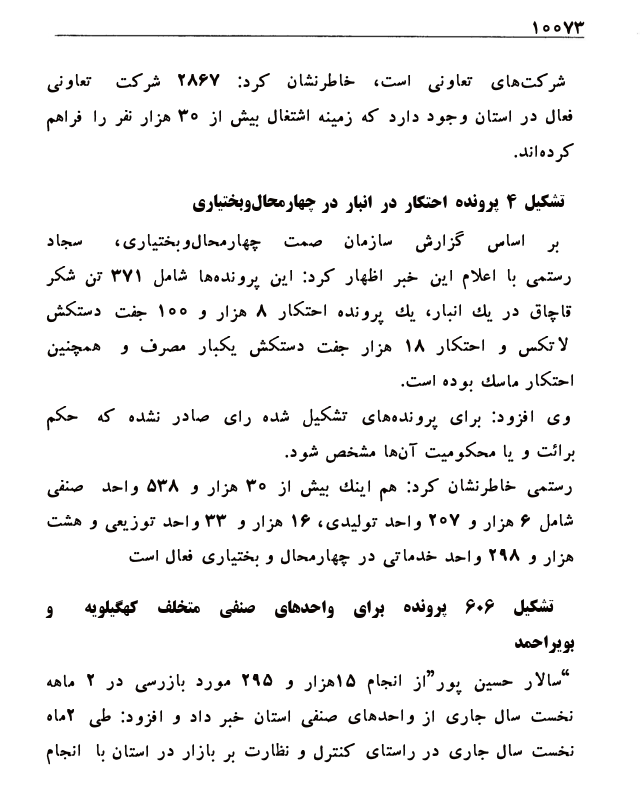 ۱۰۰۷۳
شرکت‌های تعاونی است، خاطرنشان کرد: ۲۸۶۷ شرکت تعاونی
فعال در استان وجود دارد که زمینه اشتغال بیش از ۳۰ هزار نفر را فراهم
کرده‌اند.
تشکیل ۴ پرونده احتکار در انبار در چهارمحال‌وبختیاری
بر اساس گزارش سازمان صمت چهارمحال‌وبختیاری، سجاد
رستمی با اعلام این خبر اظهار کرد: این پرونده‌ها شامل ۳۷۱ تن شکر
قاچاق در یك انبار، یك پرونده احتکار ۸ هزار و ۱۰۰ جفت دستکش
لاتکس و احتکار ۱۸ هزار جفت دستکش یکبار مصرف و همچنین
احتکار ماسك بوده است.
وی افزود: برای پرونده‌های تشکیل شده رای صادر نشده که حکم
برائت و یا محکومیت آن‌ها مشخص شود.
رستمی خاطرنشان کرد: هم اینك بیش از ۳۰ هزار و ۵۳۸ واحد صنفی
شامل ۶ هزار و ۲۰۷ واحد تولیدی، ۱۶ هزار و ۳۳ واحد توزیعی و هشت
هزار و ۲۹۸ واحد خدماتی در چهارمحال و بختیاری فعال است
تشکیل ۶۰۶ پرونده برای واحدهای صنفی متخلف کهگیلویه و
بویراحمد
“سالار حسین پور”از انجام ۱۵هزار و ۲۹۵ مورد بازرسی در ۲ ماهه
نخست سال جاری از واحدهای صنفی استان خبر داد و افزود: طی ۲ماه
نخست سال جاری در راستای کنترل و نظارت بر بازار در استان با انجام